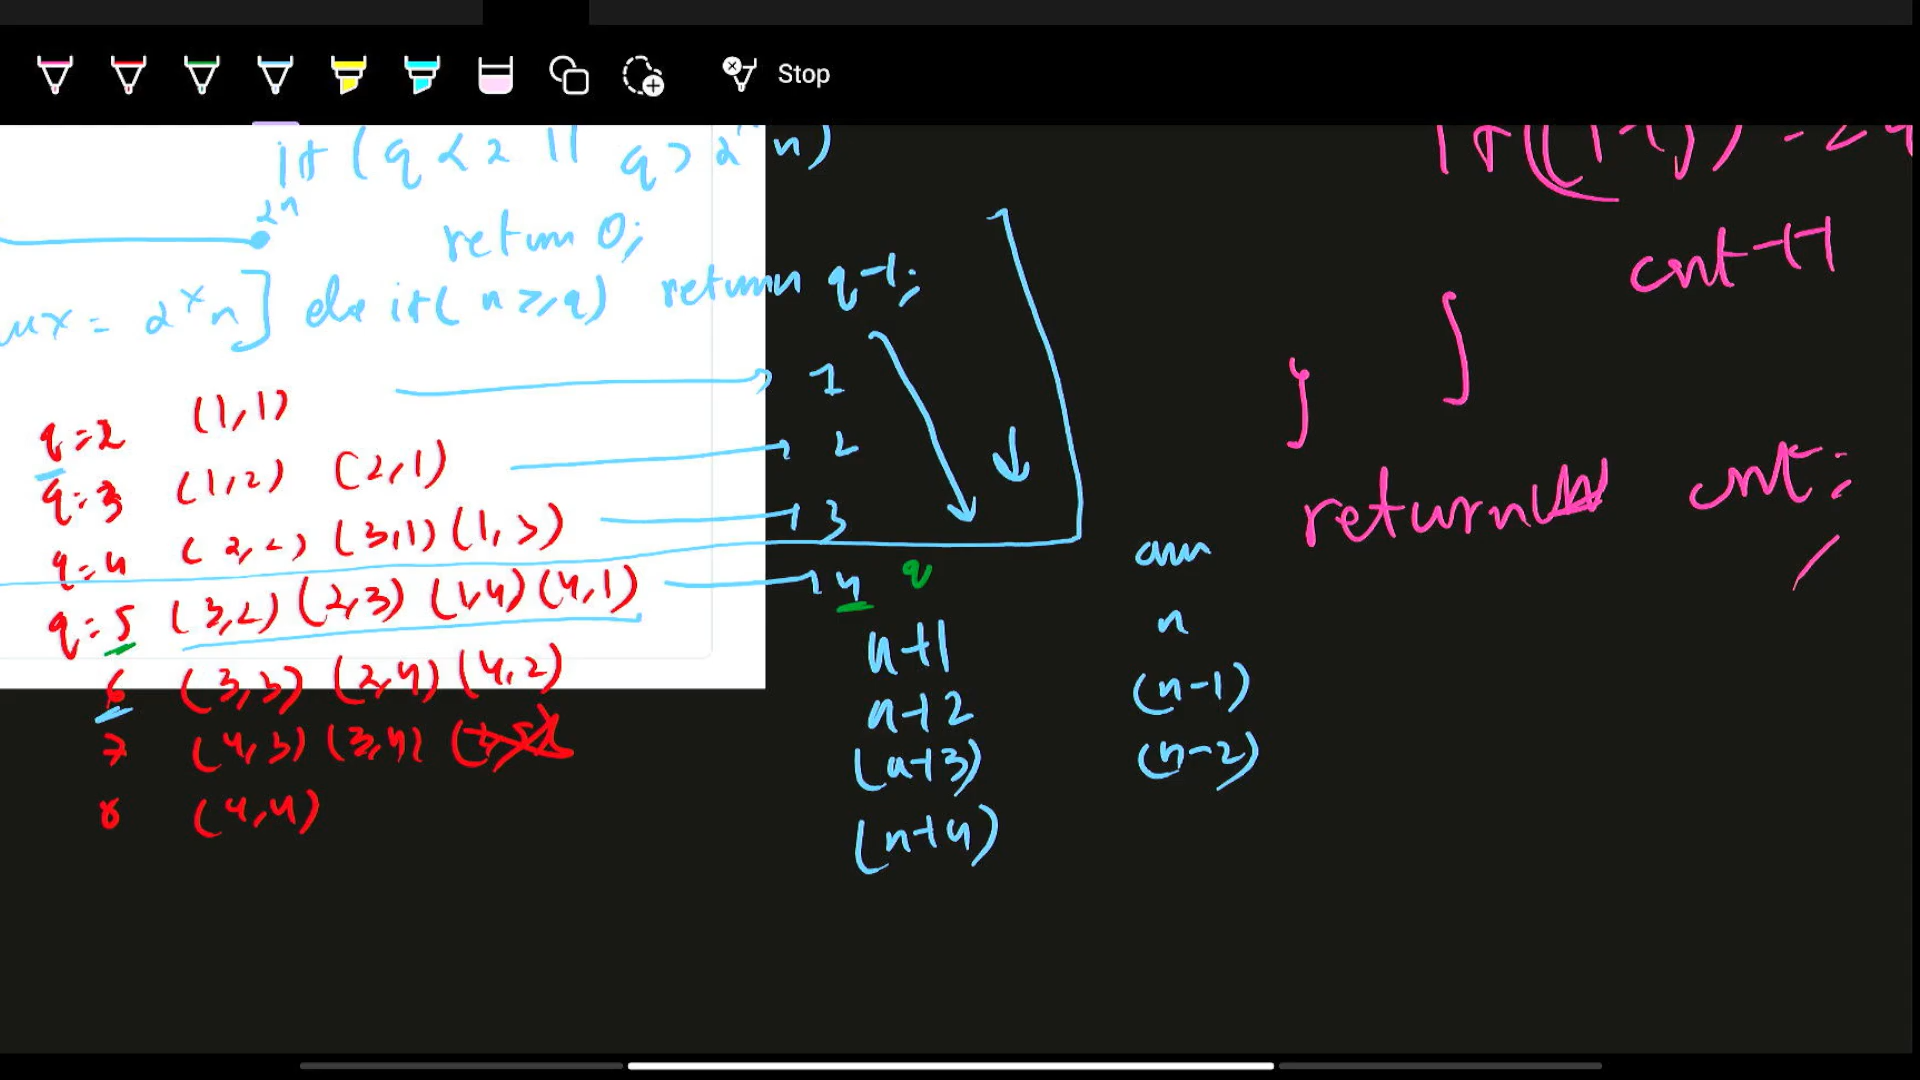 Stop
if ( q < 2 || q > 2 * n )
2n
return 0;
max = 2 * n ] else if ( n >, q ) return q-1;
q = 2 (1,1) 1
q = 3 (1,2) (2,1) 2
q = 4 (2,2) (3,1) (1,3) 3
q = 5 (3,2) (2,3) (1,4) (4,1) 4
6 (3,3) (2,4) (4,2)
7 (4,3) (3,4)
8 (4,4)
q ans
n+1 n
n+2 (n-1)
(n+3) (n-2)
(n+4)
cnt++
}
}
return cnt;